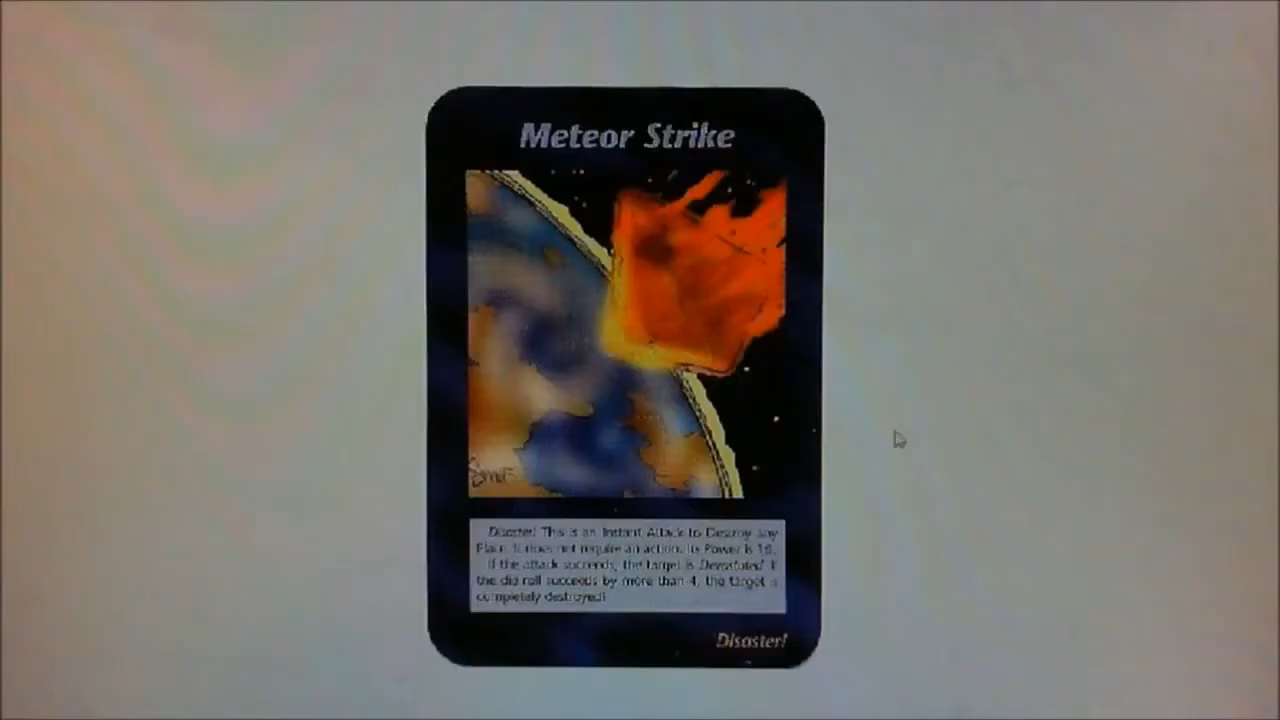 Meteor Strike
Disaster! This is an Instant Attack to Destroy any
Place. It does not require an action. Its Power is 16.
If the attack succeeds, the target is Devastated! If
the die roll succeeds by more than 4, the target is
completely destroyed!
Disaster!